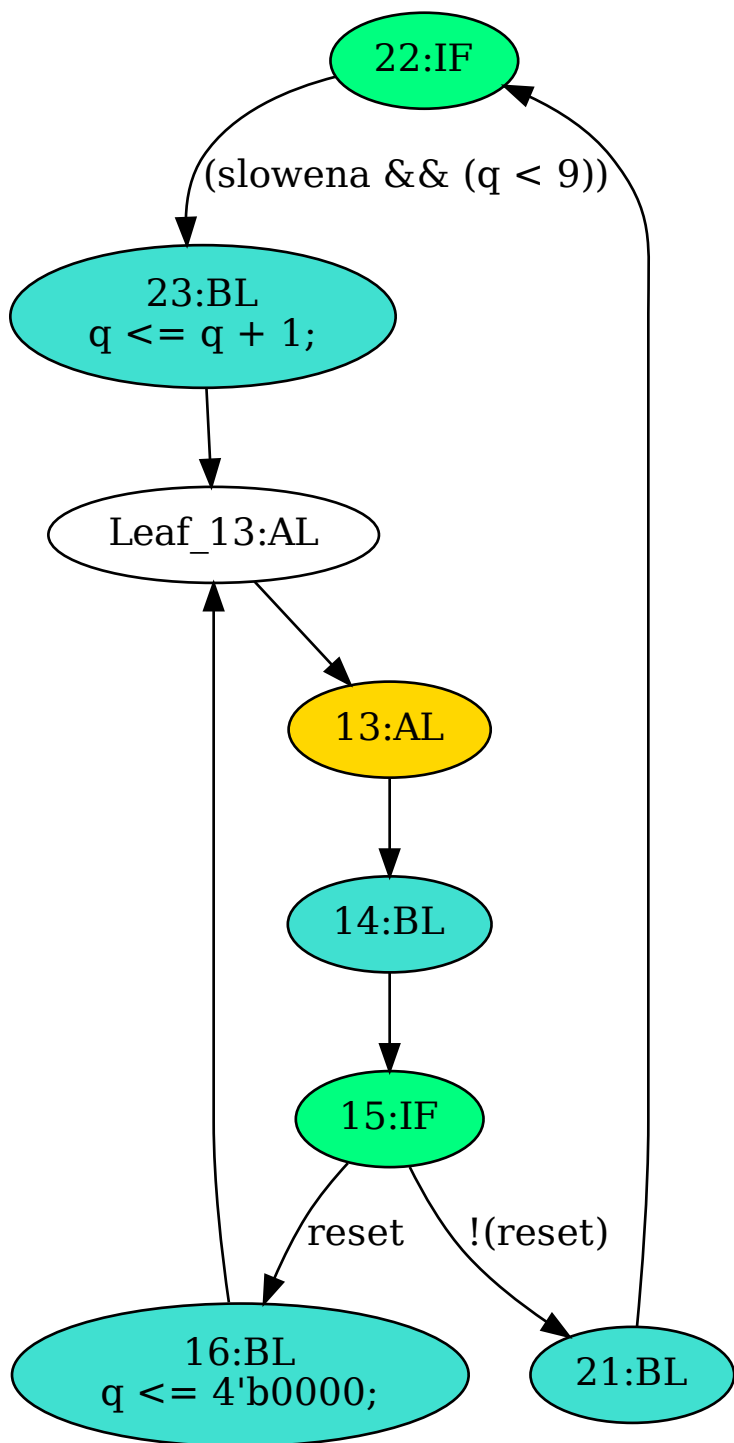 22:IF
(slowena && (q < 9))
23:BL
q <= q + 1;
Leaf_13:AL
13:AL
14:BL
15:IF
reset
!(reset)
16:BL
q <= 4'b0000;
21:BL